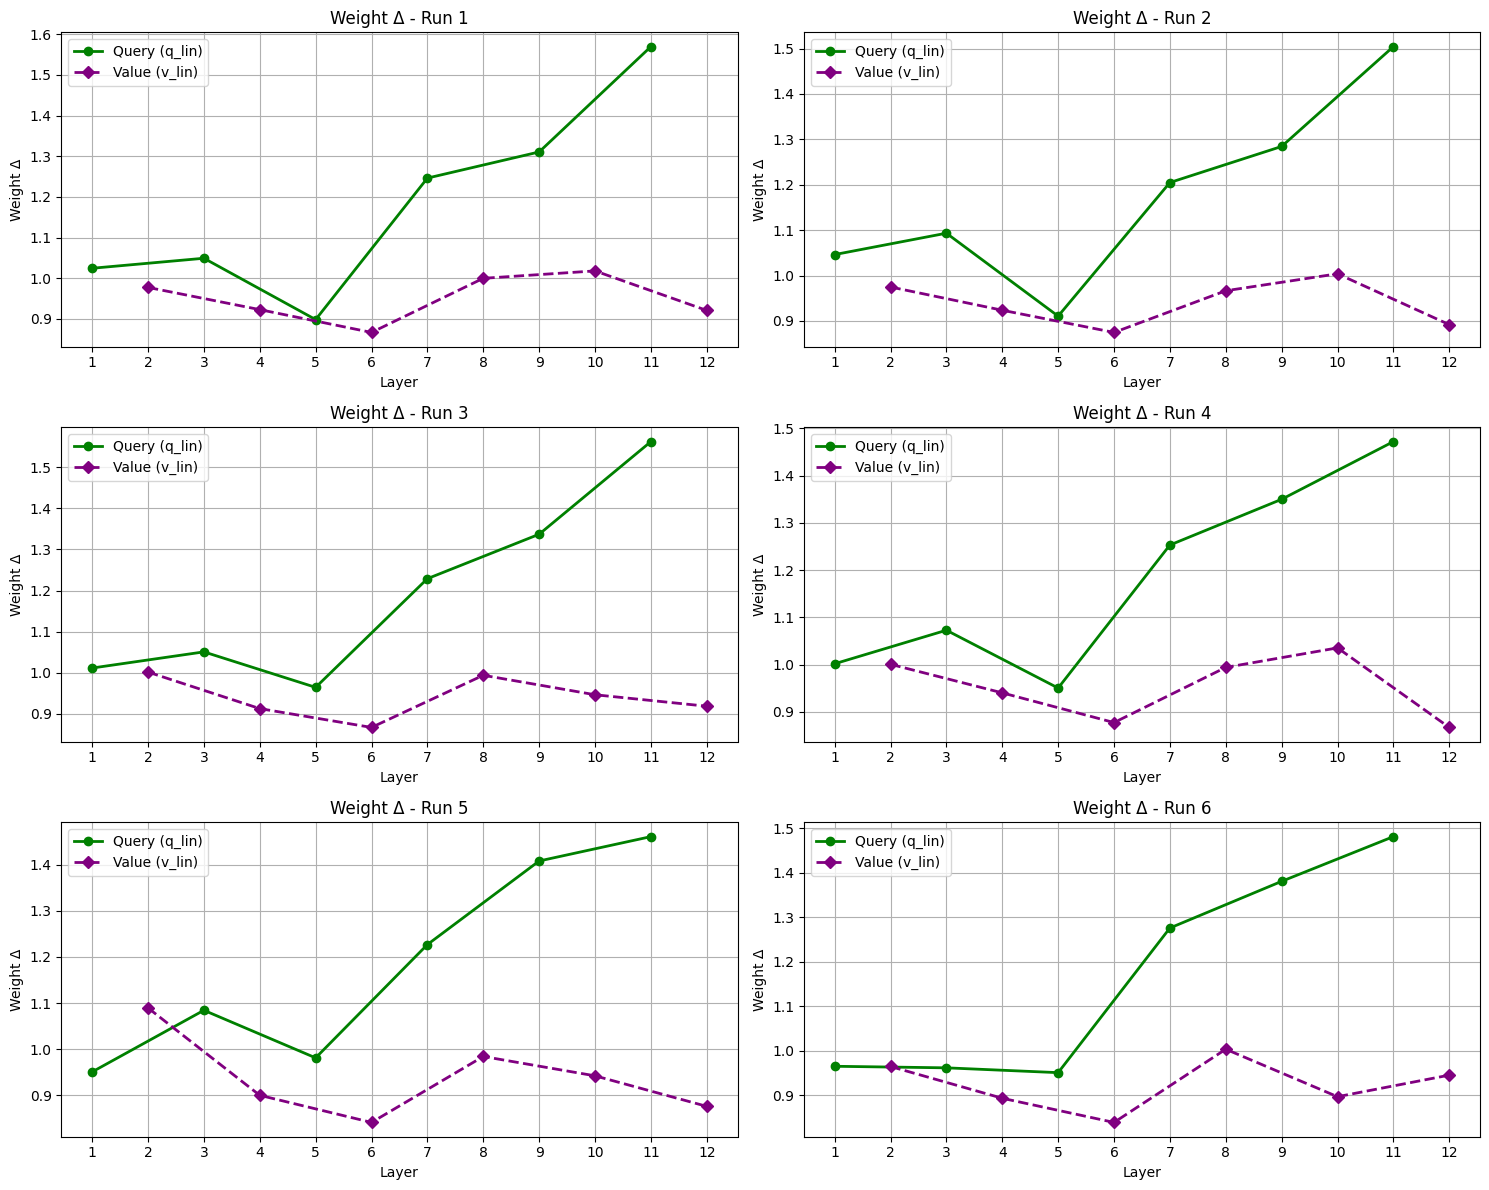 Weight Δ - Run 1
Query (q_lin)
Value (v_lin)
1.6
1.5
1.4
1.3
1.2
1.1
1.0
0.9
Weight Δ
1 2 3 4 5 6 7 8 9 10 11 12
Layer
Weight Δ - Run 2
Query (q_lin)
Value (v_lin)
1.5
1.4
1.3
1.2
1.1
1.0
0.9
Weight Δ
1 2 3 4 5 6 7 8 9 10 11 12
Layer
Weight Δ - Run 3
Query (q_lin)
Value (v_lin)
1.5
1.4
1.3
1.2
1.1
1.0
0.9
Weight Δ
1 2 3 4 5 6 7 8 9 10 11 12
Layer
Weight Δ - Run 4
Query (q_lin)
Value (v_lin)
1.5
1.4
1.3
1.2
1.1
1.0
0.9
Weight Δ
1 2 3 4 5 6 7 8 9 10 11 12
Layer
Weight Δ - Run 5
Query (q_lin)
Value (v_lin)
1.4
1.3
1.2
1.1
1.0
0.9
Weight Δ
1 2 3 4 5 6 7 8 9 10 11 12
Layer
Weight Δ - Run 6
Query (q_lin)
Value (v_lin)
1.5
1.4
1.3
1.2
1.1
1.0
0.9
Weight Δ
1 2 3 4 5 6 7 8 9 10 11 12
Layer